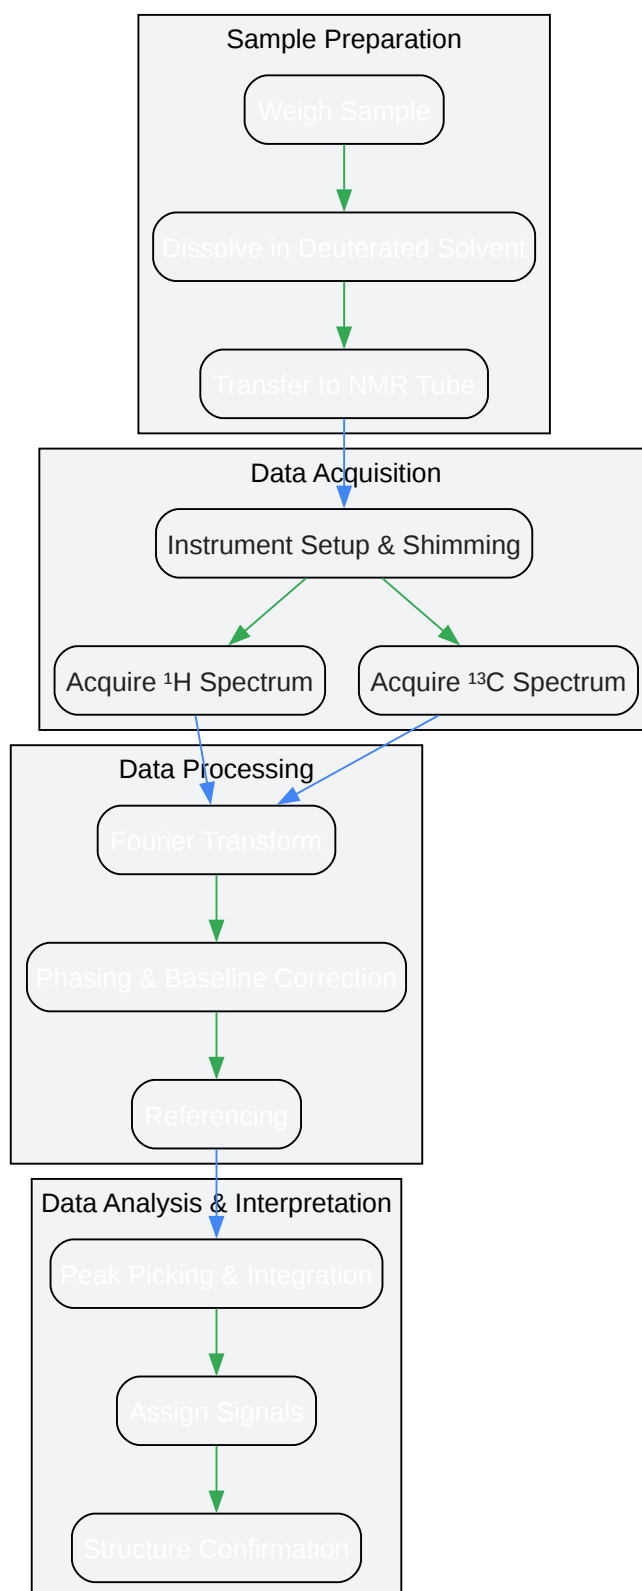 Sample Preparation
Weigh Sample
Dissolve in Deuterated Solvent
Transfer to NMR Tube
Data Acquisition
Instrument Setup & Shimming
Acquire ¹H Spectrum
Acquire ¹³C Spectrum
Data Processing
Fourier Transform
Phasing & Baseline Correction
Referencing
Data Analysis & Interpretation
Peak Picking & Integration
Assign Signals
Structure Confirmation